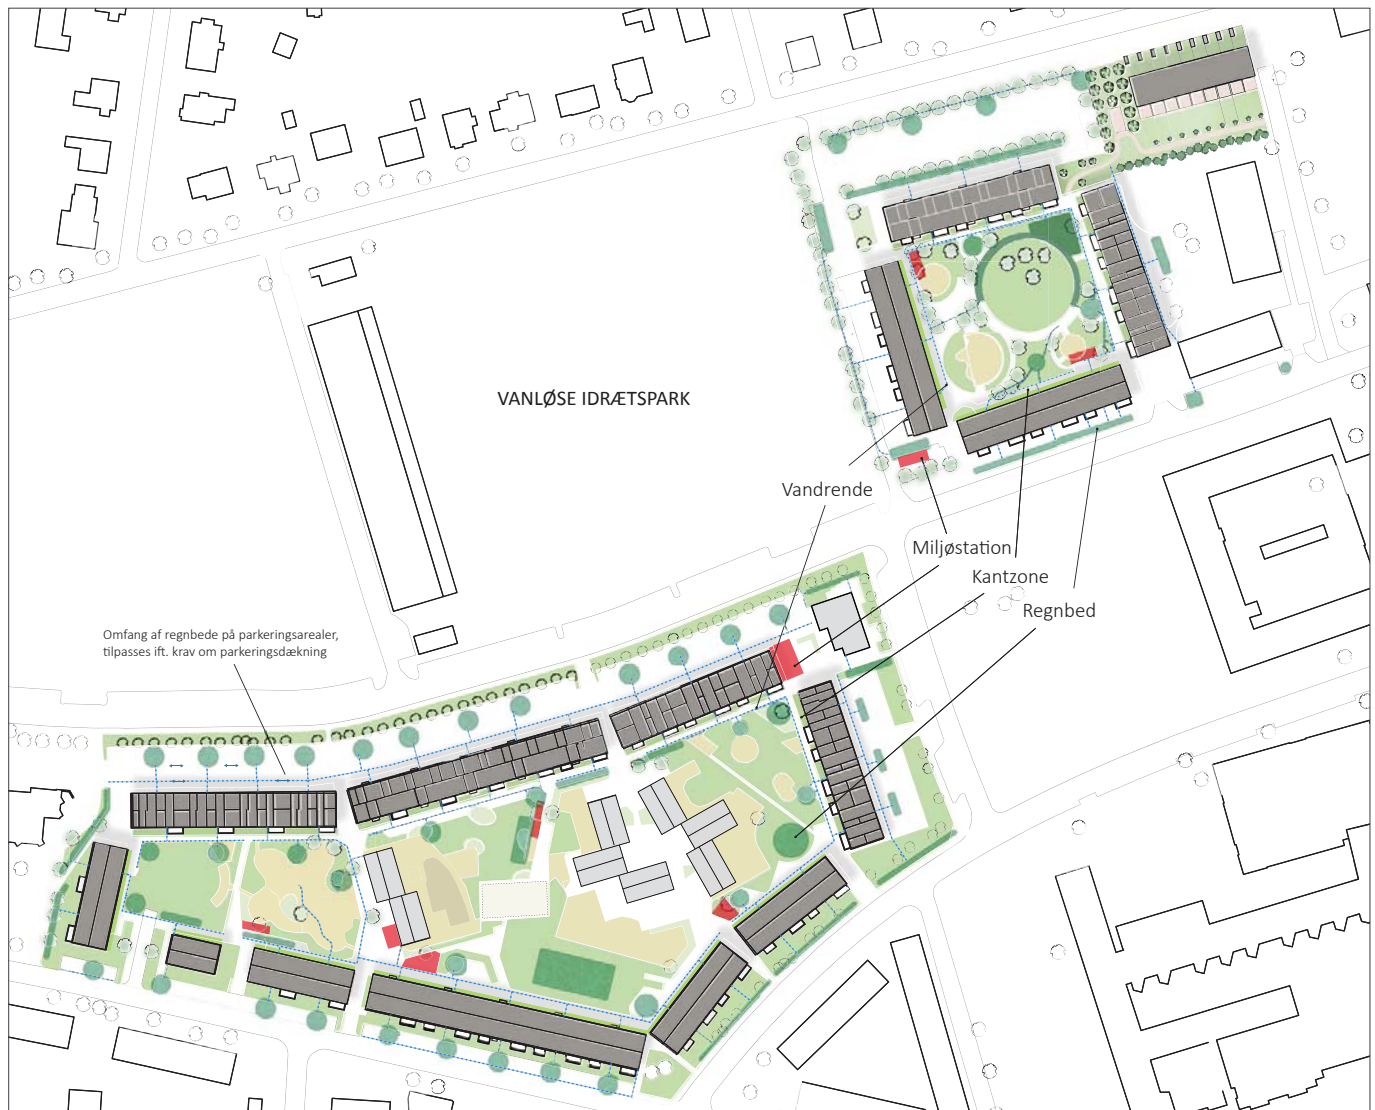 VANLØSE IDRÆTSPARK
Vandrende
Miljøstation
Kantzone
Regnbed
Omfang af regnbede på parkeringsarealer,
tilpasses ift. krav om parkeringsdækning